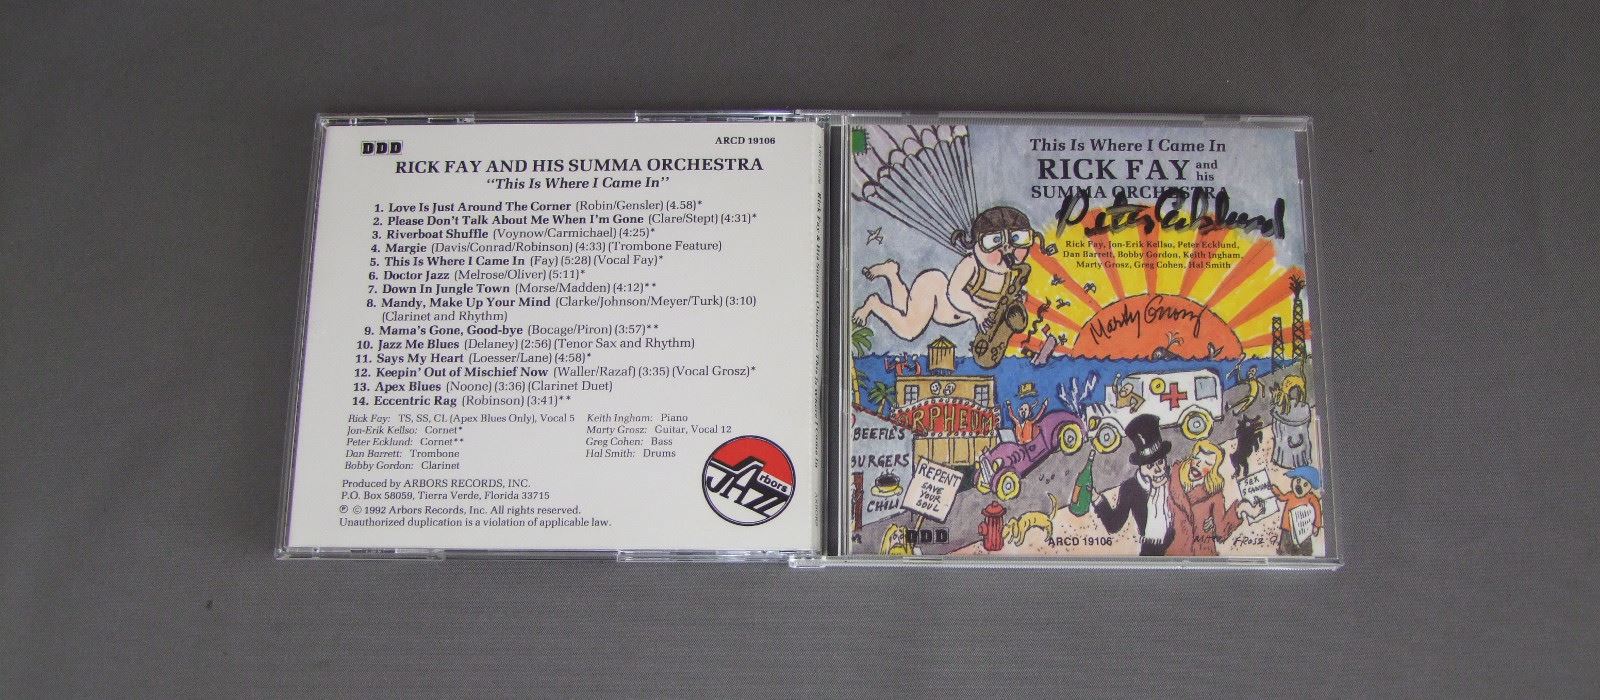 DDD
ARCD 19106
RICK FAY AND HIS SUMMA ORCHESTRA
"This Is Where I Came In"
1. Love Is Just Around The Corner (Robin/Gensler) (4.58)*
2. Please Don't Talk About Me When I'm Gone (Clare/Stept) (4:31)*
3. Riverboat Shuffle (Voynow/Carmichael) (4:25)*
4. Margie (Davis/Conrad/Robinson) (4:33) (Trombone Feature)
5. This Is Where I Came In (Fay) (5:28) (Vocal Fay)*
6. Doctor Jazz (Melrose/Oliver) (5:11)*
7. Down In Jungle Town (Morse/Madden) (4:12)**
8. Mandy, Make Up Your Mind (Clarke/Johnson/Meyer/Turk) (3:10)
(Clarinet and Rhythm)
9. Mama's Gone, Good-bye (Bocage/Piron) (3:57)**
10. Jazz Me Blues (Delaney) (2:56) (Tenor Sax and Rhythm)
11. Says My Heart (Loesser/Lane) (4:58)*
12. Keepin' Out of Mischief Now (Waller/Razaf) (3:35) (Vocal Grosz)*
13. Apex Blues (Noone) (3:36) (Clarinet Duet)
14. Eccentric Rag (Robinson) (3:41)**
Rick Fay: TS, SS, CL (Apex Blues Only), Vocal 5
Jon-Erik Kellso: Cornet*
Peter Ecklund: Cornet**
Dan Barrett: Trombone
Bobby Gordon: Clarinet
Keith Ingham: Piano
Marty Grosz: Guitar, Vocal 12
Greg Cohen: Bass
Hal Smith: Drums
Produced by ARBORS RECORDS, INC.
P.O. Box 58059, Tierra Verde, Florida 33715
℗ © 1992 Arbors Records, Inc. All rights reserved.
Unauthorized duplication is a violation of applicable law.
Arbors
JAZZ
This Is Where I Came In
RICK FAY and his
SUMMA ORCHESTRA
Peter Ecklund
Rick Fay, Jon-Erik Kellso, Peter Ecklund,
Dan Barrett, Bobby Gordon, Keith Ingham,
Marty Grosz, Greg Cohen, Hal Smith
Marty Grosz
ORPHEUM
BEEFIE'S
BURGERS
CHILI
REPENT
SAVE
YOUR
SOUL
SEX
DDD
ARCD 19106